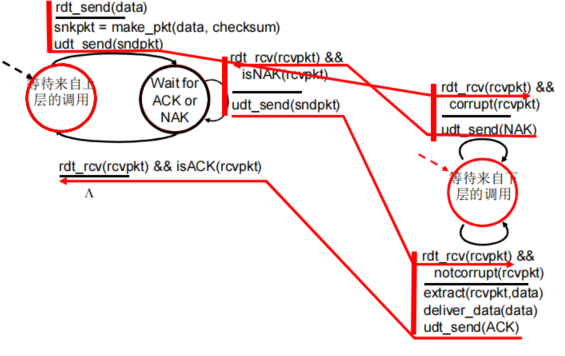 rdt_send(data)
snkpkt = make_pkt(data, checksum)
udt_send(sndpkt)
等待来自上
层的调用
Wait for
ACK or
NAK
rdt_rcv(rcvpkt) &&
isNAK(rcvpkt)
udt_send(sndpkt)
rdt_rcv(rcvpkt) && isACK(rcvpkt)
Λ
rdt_rcv(rcvpkt) &&
corrupt(rcvpkt)
udt_send(NAK)
等待来自下
层的调用
rdt_rcv(rcvpkt) &&
notcorrupt(rcvpkt)
extract(rcvpkt,data)
deliver_data(data)
udt_send(ACK)